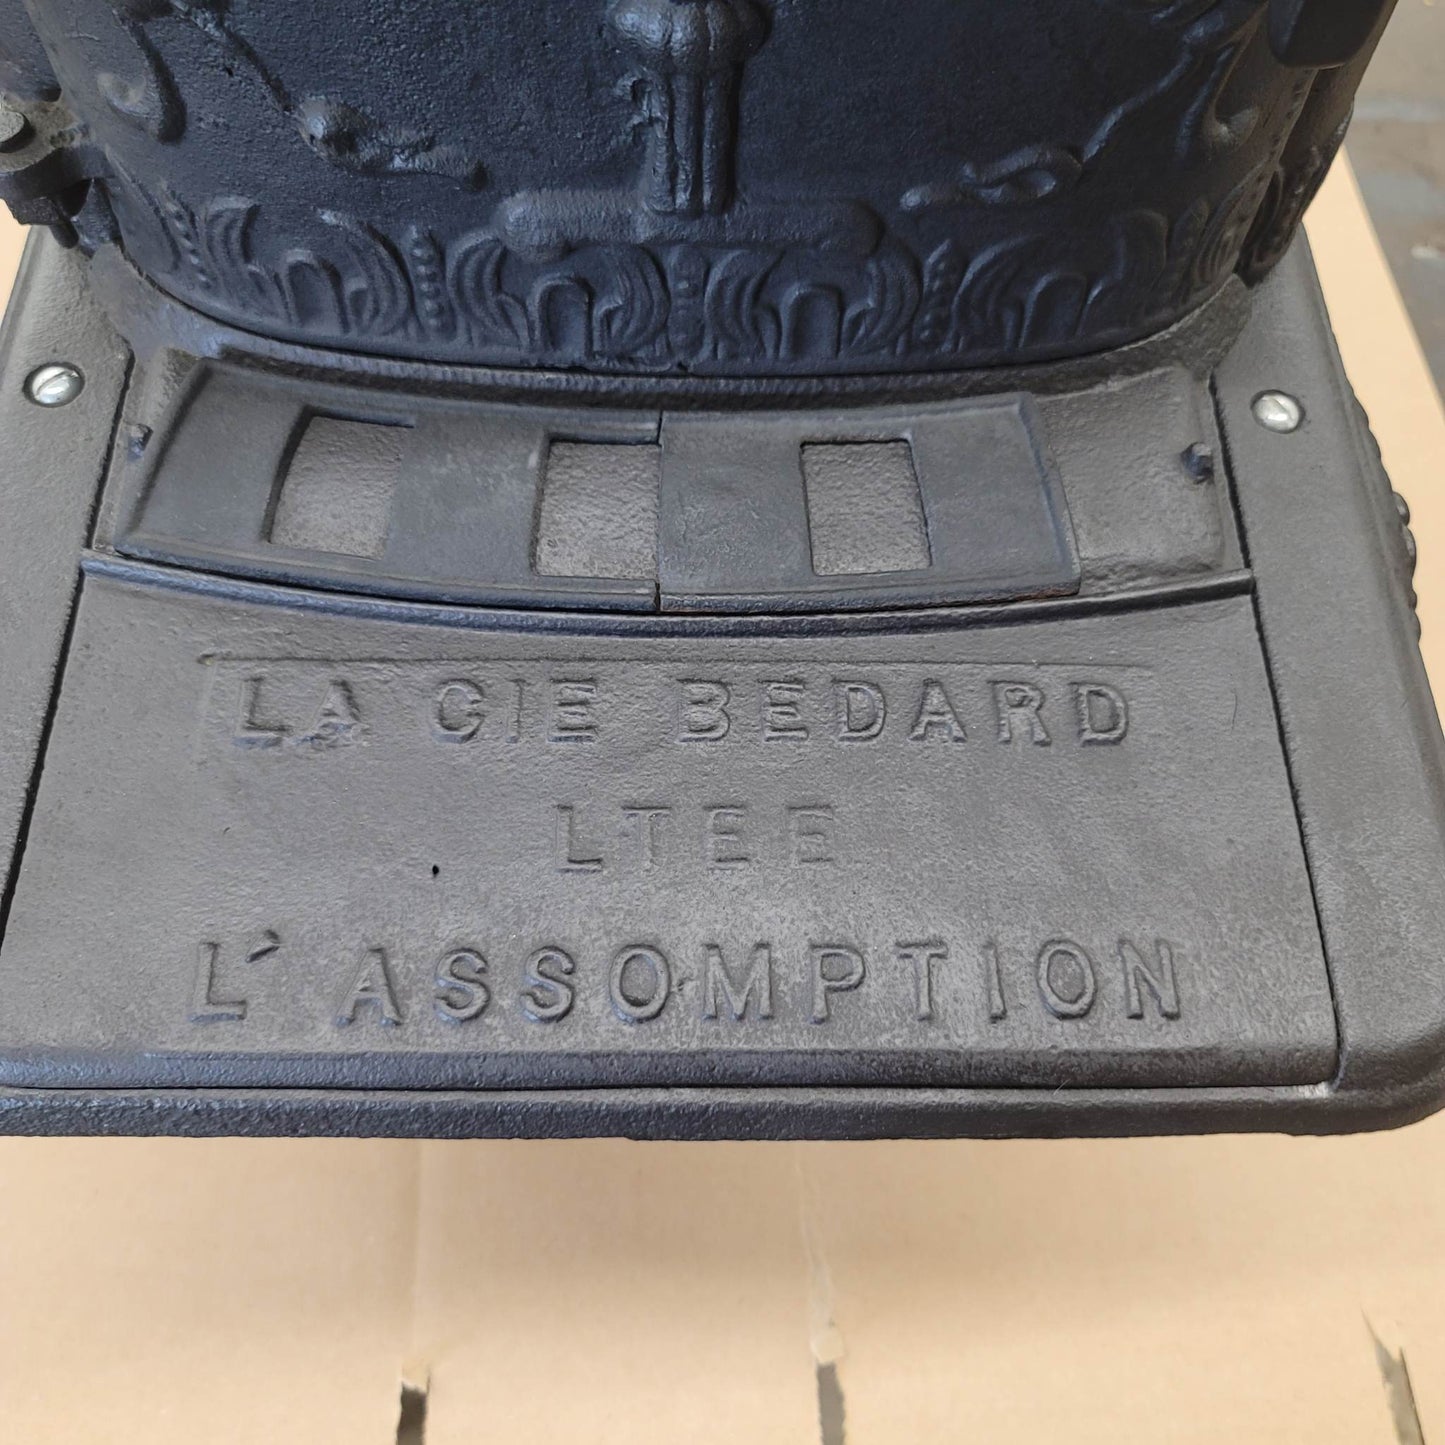 LA CIE BEDARD
LTEE
L'ASSOMPTION